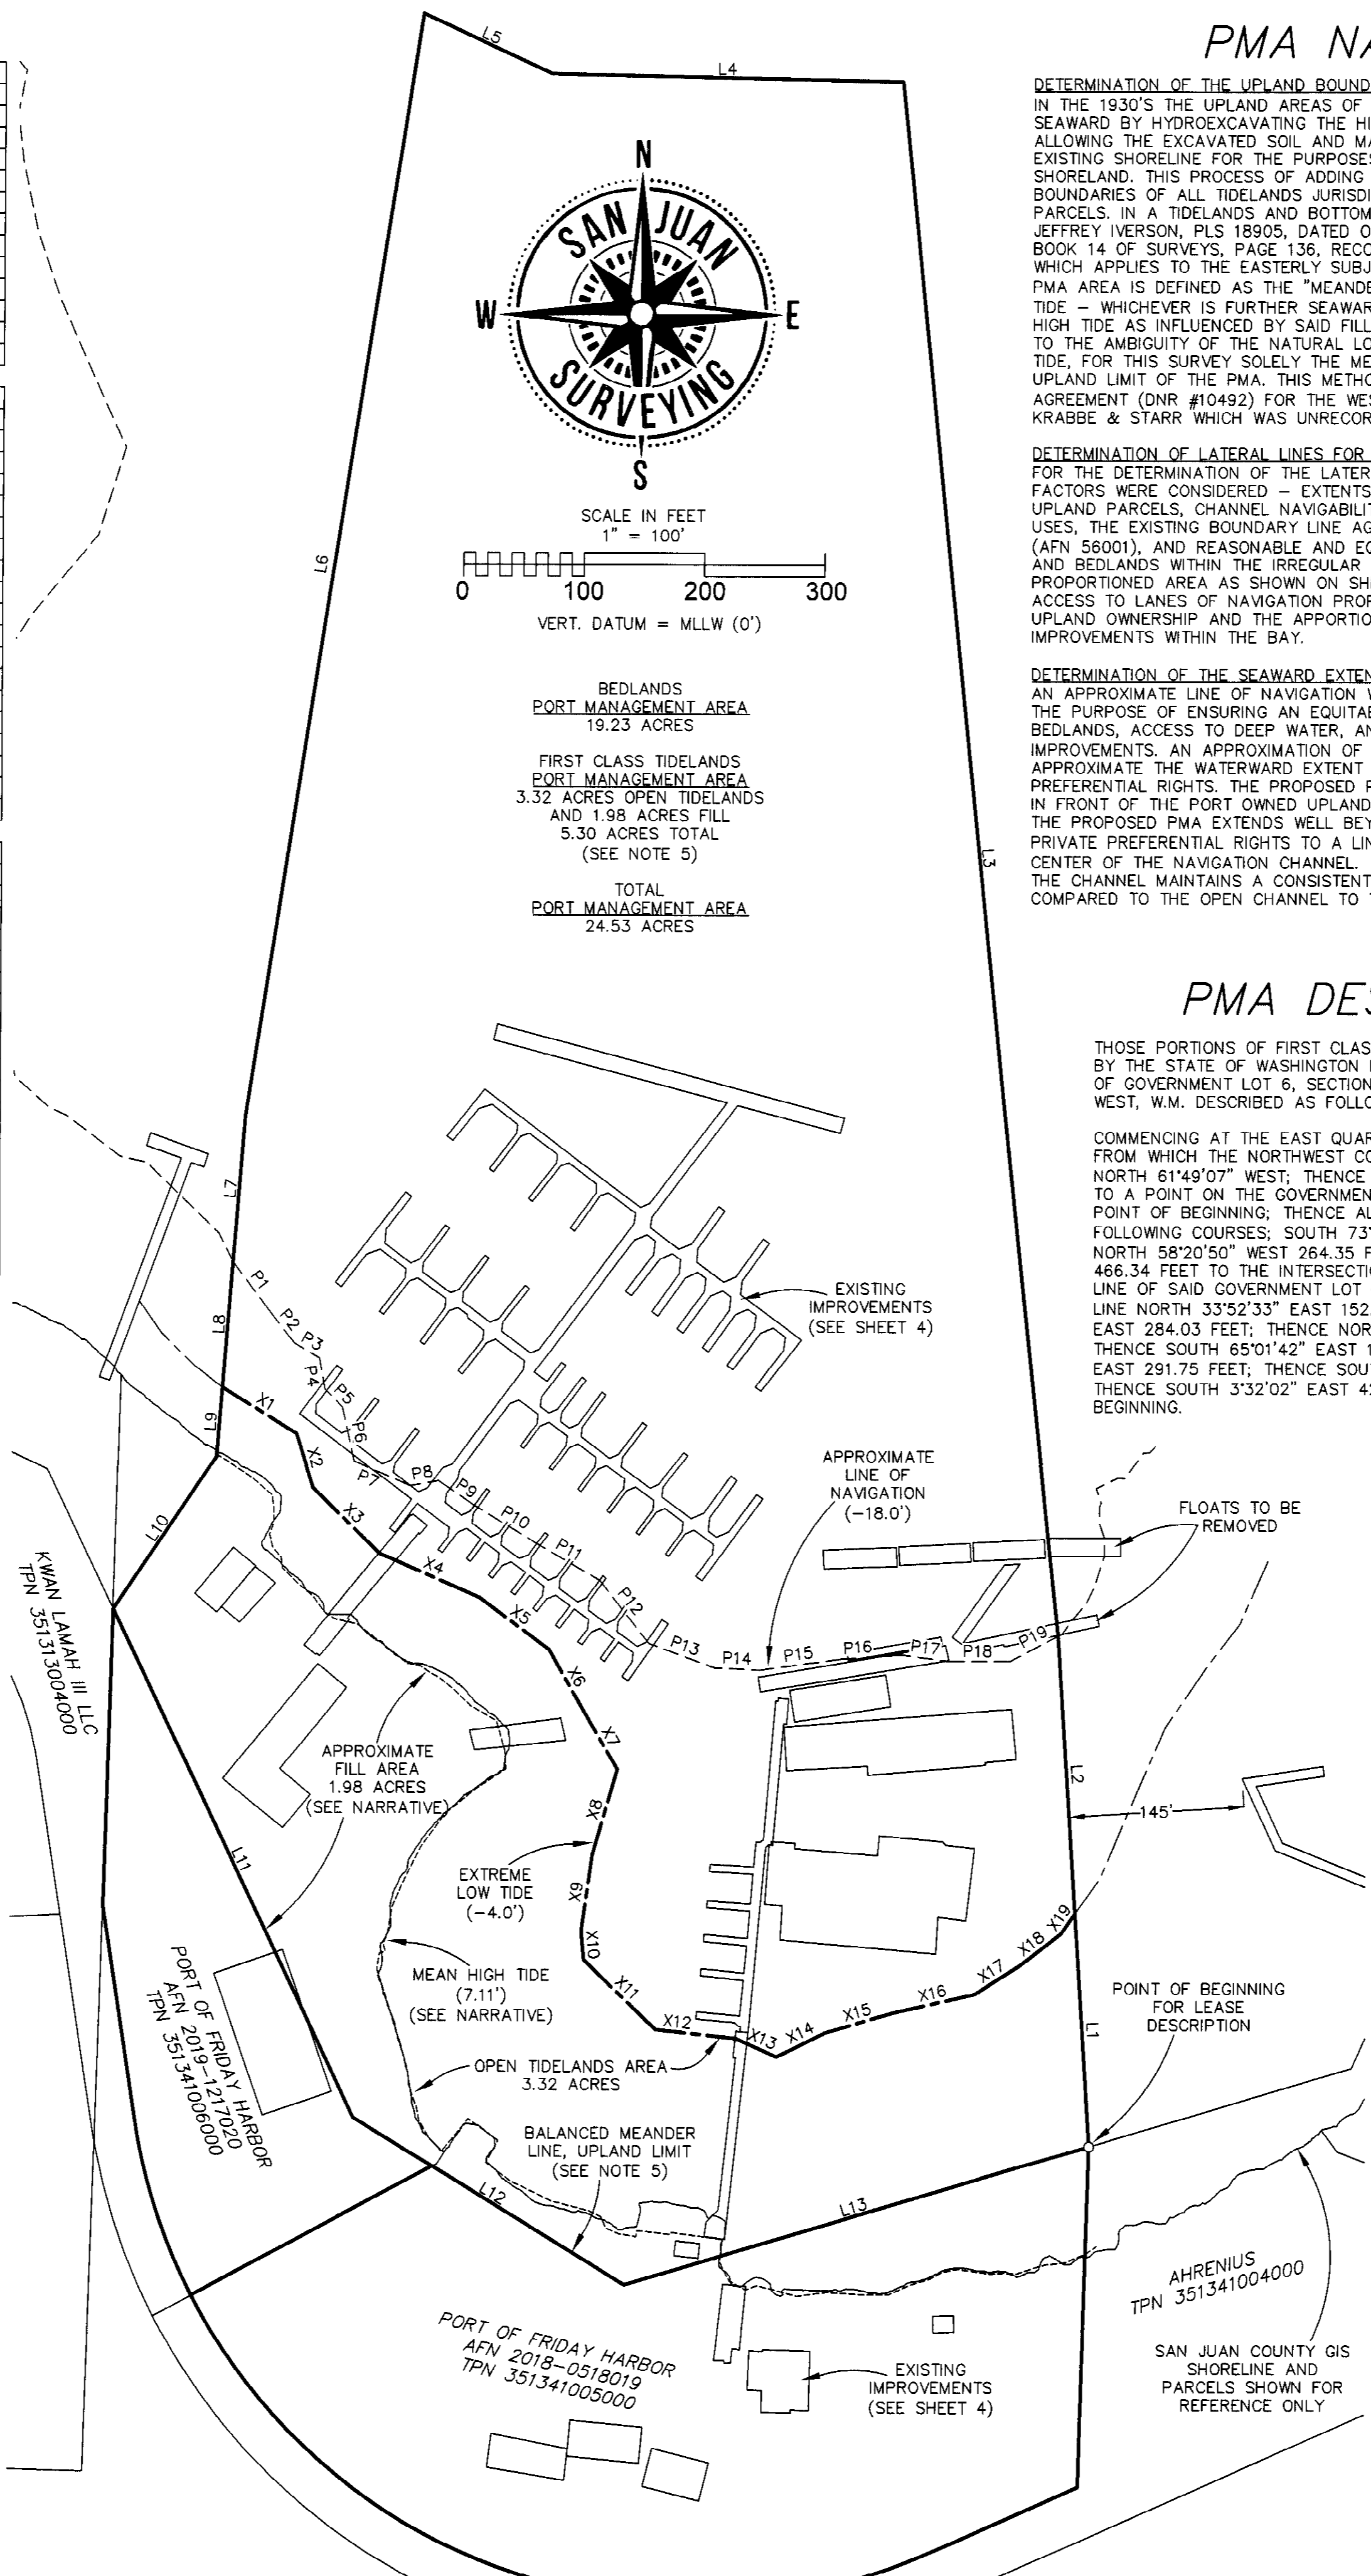 PMA NA
DETERMINATION OF THE UPLAND BOUND
IN THE 1930'S THE UPLAND AREAS OF
SEAWARD BY HYDROEXCAVATING THE HI
ALLOWING THE EXCAVATED SOIL AND MA
EXISTING SHORELINE FOR THE PURPOSES
SHORELAND. THIS PROCESS OF ADDING
BOUNDARIES OF ALL TIDELANDS JURISDI
PARCELS. IN A TIDELANDS AND BOTTOM
JEFFREY IVERSON, PLS 18905, DATED O
BOOK 14 OF SURVEYS, PAGE 136, RECO
WHICH APPLIES TO THE EASTERLY SUBJ
PMA AREA IS DEFINED AS THE "MEANDE
TIDE – WHICHEVER IS FURTHER SEAWAR
HIGH TIDE AS INFLUENCED BY SAID FILL
TO THE AMBIGUITY OF THE NATURAL LO
TIDE, FOR THIS SURVEY SOLELY THE ME
UPLAND LIMIT OF THE PMA. THIS METHO
AGREEMENT (DNR #10492) FOR THE WES
KRABBE & STARR WHICH WAS UNRECOR
DETERMINATION OF LATERAL LINES FOR
FOR THE DETERMINATION OF THE LATER
FACTORS WERE CONSIDERED – EXTENTS
UPLAND PARCELS, CHANNEL NAVIGABILIT
USES, THE EXISTING BOUNDARY LINE AG
(AFN 56001), AND REASONABLE AND EQ
AND BEDLANDS WITHIN THE IRREGULAR
PROPORTIONED AREA AS SHOWN ON SH
ACCESS TO LANES OF NAVIGATION PROP
UPLAND OWNERSHIP AND THE APPORTIO
IMPROVEMENTS WITHIN THE BAY.
DETERMINATION OF THE SEAWARD EXTEN
AN APPROXIMATE LINE OF NAVIGATION W
THE PURPOSE OF ENSURING AN EQUITAB
BEDLANDS, ACCESS TO DEEP WATER, AN
IMPROVEMENTS. AN APPROXIMATION OF
APPROXIMATE THE WATERWARD EXTENT
PREFERENTIAL RIGHTS. THE PROPOSED P
IN FRONT OF THE PORT OWNED UPLAND
THE PROPOSED PMA EXTENDS WELL BEY
PRIVATE PREFERENTIAL RIGHTS TO A LIN
CENTER OF THE NAVIGATION CHANNEL.
THE CHANNEL MAINTAINS A CONSISTENT
COMPARED TO THE OPEN CHANNEL TO T
PMA DES
THOSE PORTIONS OF FIRST CLAS
BY THE STATE OF WASHINGTON
OF GOVERNMENT LOT 6, SECTION
WEST, W.M. DESCRIBED AS FOLLO
COMMENCING AT THE EAST QUAR
FROM WHICH THE NORTHWEST CO
NORTH 61°49'07" WEST; THENCE
TO A POINT ON THE GOVERNMEN
POINT OF BEGINNING; THENCE AL
FOLLOWING COURSES; SOUTH 73°
NORTH 58°20'50" WEST 264.35 F
466.34 FEET TO THE INTERSECTI
LINE OF SAID GOVERNMENT LOT
LINE NORTH 33°52'33" EAST 152
EAST 284.03 FEET; THENCE NOR
THENCE SOUTH 65°01'42" EAST 1
EAST 291.75 FEET; THENCE SOU
THENCE SOUTH 3°32'02" EAST 42
BEGINNING.
L5
L4
N
W
E
S
SAN JUAN
SURVEYING
SCALE IN FEET
1" = 100'
0 100 200 300
VERT. DATUM = MLLW (0')
L6
L3
BEDLANDS
PORT MANAGEMENT AREA
19.23 ACRES
FIRST CLASS TIDELANDS
PORT MANAGEMENT AREA
3.32 ACRES OPEN TIDELANDS
AND 1.98 ACRES FILL
5.30 ACRES TOTAL
(SEE NOTE 5)
TOTAL
PORT MANAGEMENT AREA
24.53 ACRES
L7
L8
L9
L10
P1
P2
P3
P4
P5
P6
P7
P8
P9
P10
P11
P12
P13
P14
P15
P16
P17
P18
P19
EXISTING
IMPROVEMENTS
(SEE SHEET 4)
APPROXIMATE
LINE OF
NAVIGATION
(-18.0')
FLOATS TO BE
REMOVED
X1
X2
X3
X4
X5
X6
X7
X8
X9
X10
X11
X12
X13
X14
X15
X16
X17
X18
X19
KWAN LAMAH III LLC
TPN 351313004000
APPROXIMATE
FILL AREA
1.98 ACRES
(SEE NARRATIVE)
L11
L2
145'
EXTREME
LOW TIDE
(-4.0')
MEAN HIGH TIDE
(7.11')
(SEE NARRATIVE)
PORT OF FRIDAY HARBOR
AFN 2019-1217020
TPN 351341006000
OPEN TIDELANDS AREA
3.32 ACRES
POINT OF BEGINNING
FOR LEASE
DESCRIPTION
L1
BALANCED MEANDER
LINE, UPLAND LIMIT
(SEE NOTE 5)
L12
L13
AHRENIUS
TPN 351341004000
PORT OF FRIDAY HARBOR
AFN 2018-0518019
TPN 351341005000
EXISTING
IMPROVEMENTS
(SEE SHEET 4)
SAN JUAN COUNTY GIS
SHORELINE AND
PARCELS SHOWN FOR
REFERENCE ONLY